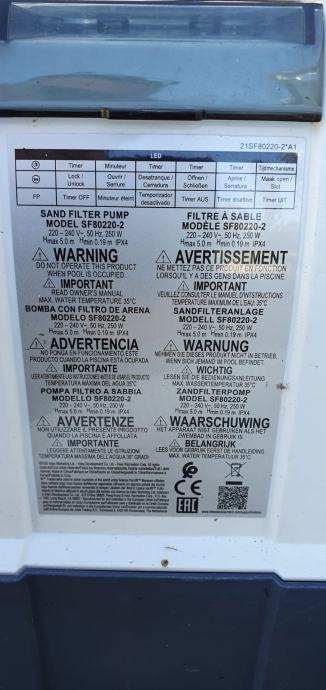 21SF80220-2*A1
LED
Timer Minuteur Timer Timer Timer Tijdmechanisme
Lock / Unlock Ouvrir / Serrure Desatranque / Cerradura Öffnen / Schließen Aprire / Serratura Maak open / Slot
FP Timer OFF Minuteur éteint Temporizador desactivado Timer AUS Timer disattivo Timer UIT
SAND FILTER PUMP
MODEL SF80220-2
220 – 240 V~, 50 Hz, 250 W
Hmax 5.0 m Hmin 0.19 m IPX4
WARNING
DO NOT OPERATE THIS PRODUCT
WHEN POOL IS OCCUPIED.
IMPORTANT
READ OWNER'S MANUAL
MAX. WATER TEMPERATURE 35°C
BOMBA CON FILTRO DE ARENA
MODELO SF80220-2
220 – 240 V~, 50 Hz, 250 W
Hmax 5.0 m Hmin 0.19 m IPX4
ADVERTENCIA
NO PONGA EN FUNCIONAMIENTO ESTE
PRODUCTO CUANDO LA PISCINA ESTÁ OCUPADA
IMPORTANTE
LEER ATENTAMENTE LAS INSTRUCCIONES ANTES DE USAR
TEMPERATURA MÁXIMA DEL AGUA 35°C
POMPA FILTRO A SABBIA
MODELLO SF80220-2
220 – 240 V~, 50 Hz, 250 W
Hmax 5.0 m Hmin 0.19 m IPX4
AVVERTENZE
NON UTILIZZARE IL PRESENTE PRODOTTO
QUANDO LA PISCINA È AFFOLLATA.
IMPORTANTE
LEGGERE ATTENTAMENTE LE ISTRUZIONI
TEMPERATURA MASSIMA DELL'ACQUA 35° GRADI
FILTRE À SABLE
MODÈLE SF80220-2
220 – 240 V~, 50 Hz, 250 W
Hmax 5.0 m Hmin 0.19 m IPX4
AVERTISSEMENT
NE METTEZ PAS CE PRODUIT EN FONCTION
LORSQU'IL Y A DES GENS DANS LA PISCINE.
IMPORTANT
VEUILLEZ CONSULTER LE MANUEL D'INSTRUCTIONS
TEMPÉRATURE MAXIMUM DE L'EAU: 35°C
SANDFILTERANLAGE
MODELL SF80220-2
220 – 240 V~, 50 Hz, 250 W
Hmax 5.0 m Hmin 0.19 m IPX4
WARNUNG
NEHMEN SIE DIESES PRODUKT NICHT IN BETRIEB,
WENN JEMAND IM POOL BEFINDET.
WICHTIG
LESEN SIE DIE BEDIENUNGSANLEITUNG
MAX. WASSERTEMPERATUR 35°C
ZANDFILTERPOMP
MODEL SF80220-2
220 – 240 V~, 50 Hz, 250 W
Hmax 5.0 m Hmin 0.19 m IPX4
WAARSCHUWING
HET APPARAAT NIET GEBRUIKEN ALS HET
ZWEMBAD IN GEBRUIK IS.
BELANGRIJK
LEES VOOR GEBRUIK EERST DE HANDLEIDING
MAX. WATER TEMPERATUUR 35°C
CE
EAC